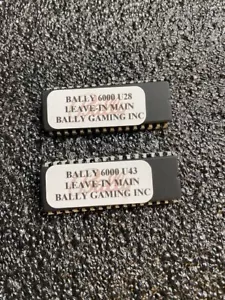 BALLY 6000 U28
LEAVE-IN MAIN
BALLY GAMING INC
BALLY 6000 U43
LEAVE-IN MAIN
BALLY GAMING INC